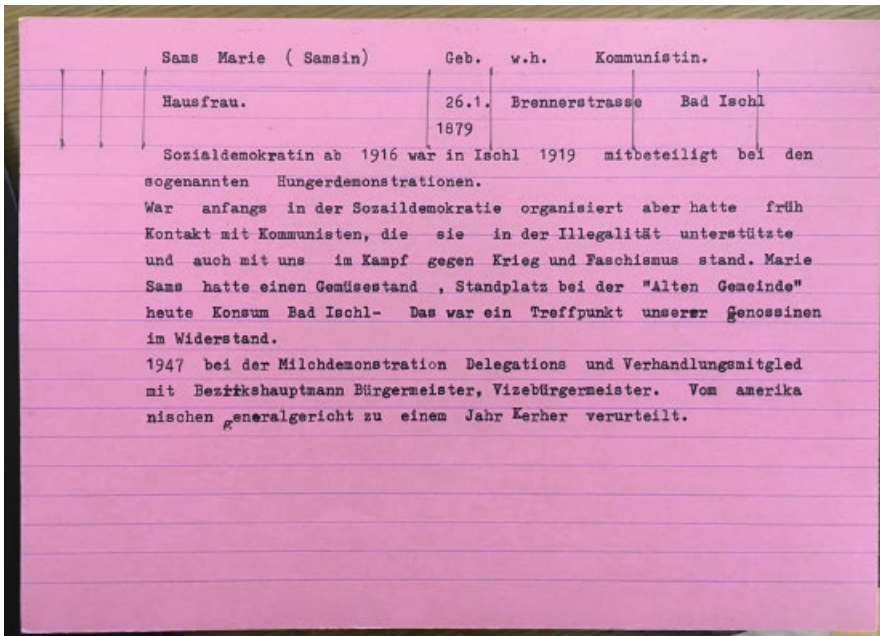 Sams Marie ( Samsin) Geb. w.h. Kommunistin.
Hausfrau. 26.1. Brennerstrasse Bad Ischl
1879
Sozialdemokratin ab 1916 war in Ischl 1919 mitbeteiligt bei den
sogenannten Hungerdemonstrationen.
War anfangs in der Sozaildemokratie organisiert aber hatte früh
Kontakt mit Kommunisten, die sie in der Illegalität unterstützte
und auch mit uns im Kampf gegen Krieg und Faschismus stand. Marie
Sams hatte einen Gemüsestand , Standplatz bei der "Alten Gemeinde"
heute Konsum Bad Ischl- Das war ein Treffpunkt unserer Genossinen
im Widerstand.
1947 bei der Milchdemonstration Delegations und Verhandlungsmitgled
mit Bezirkshauptmann Bürgermeister, Vizebürgermeister. Vom amerika
nischen generalgericht zu einem Jahr Kerher verurteilt.